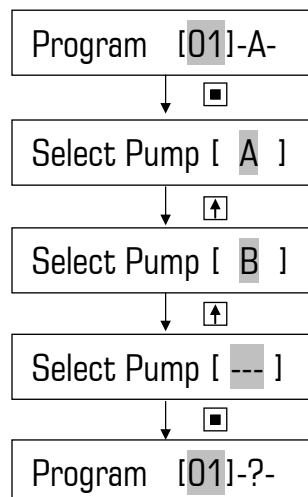 Program [01]-A-
Select Pump [ A ]
Select Pump [ B ]
Select Pump [ --- ]
Program [01]-?-